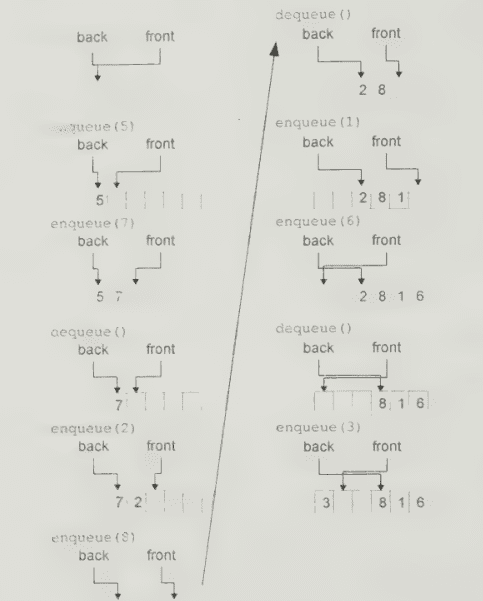 back front
enqueue(5)
back front
5
enqueue(7)
back front
5 7
dequeue()
back front
7
enqueue(2)
back front
7 2
enqueue(8)
back front
dequeue()
back front
2 8
enqueue(1)
back front
2 8 1
enqueue(6)
back front
2 8 1 6
dequeue()
back front
8 1 6
enqueue(3)
back front
3 8 1 6